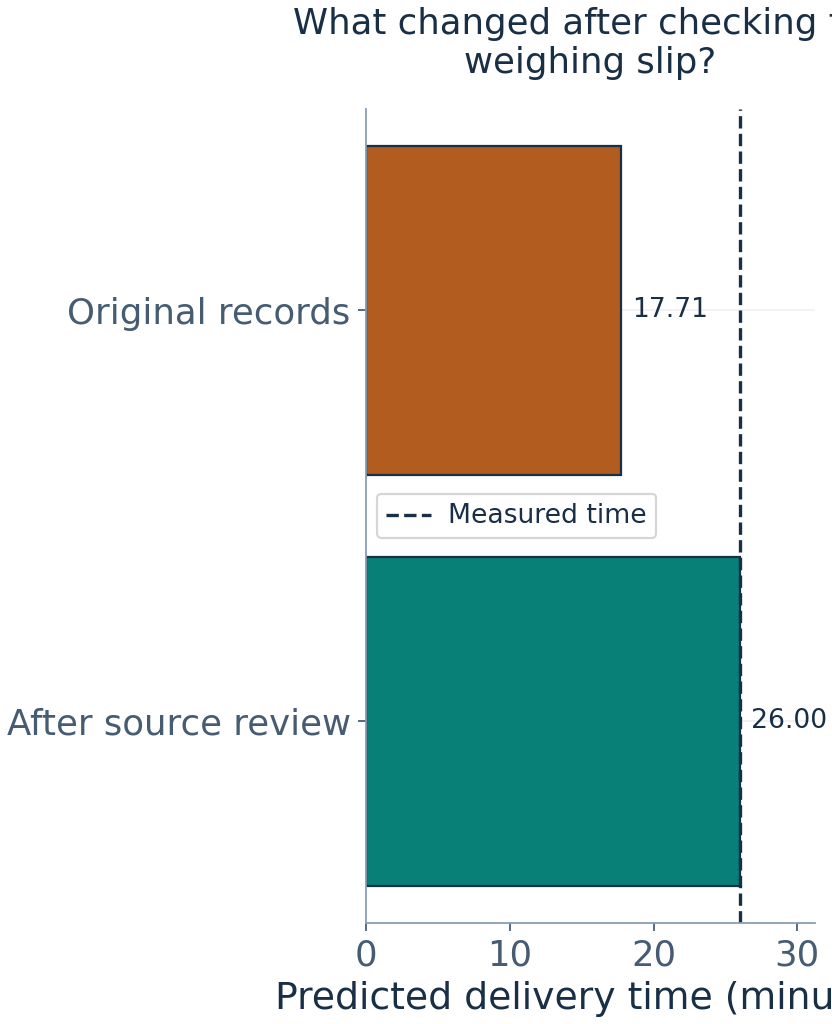 What changed after checking
weighing slip?
Original records
17.71
Measured time
After source review
26.00
0 10 20 30
Predicted delivery time